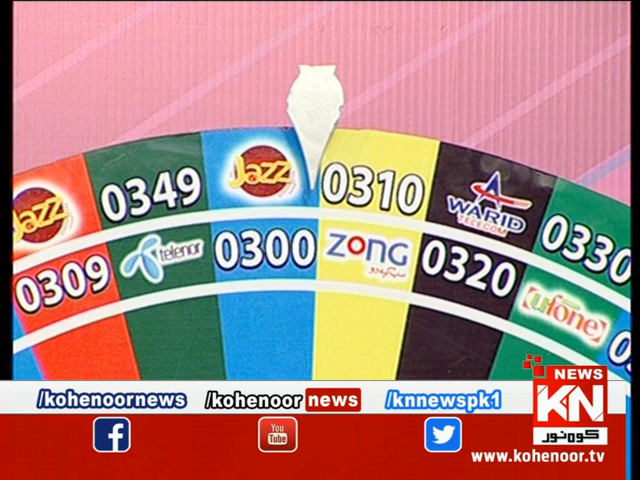 Jazz
0349
Jazz
0310
WARID
TELECOM
0330
0309
telenor
0300
ZONG
0320
ufone
/kohenoornews
/kohenoor news
/knnewspk1
You
Tube
NEWS
KN
کوہ نور
www.kohenoor.tv